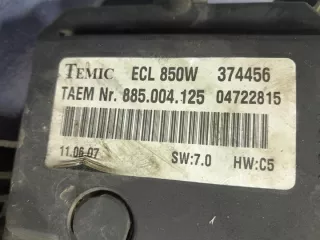 TEMIC ECL 850W 374456
TAEM Nr. 885.004.125 04722815
11.06.07 SW:7.0 HW:C5